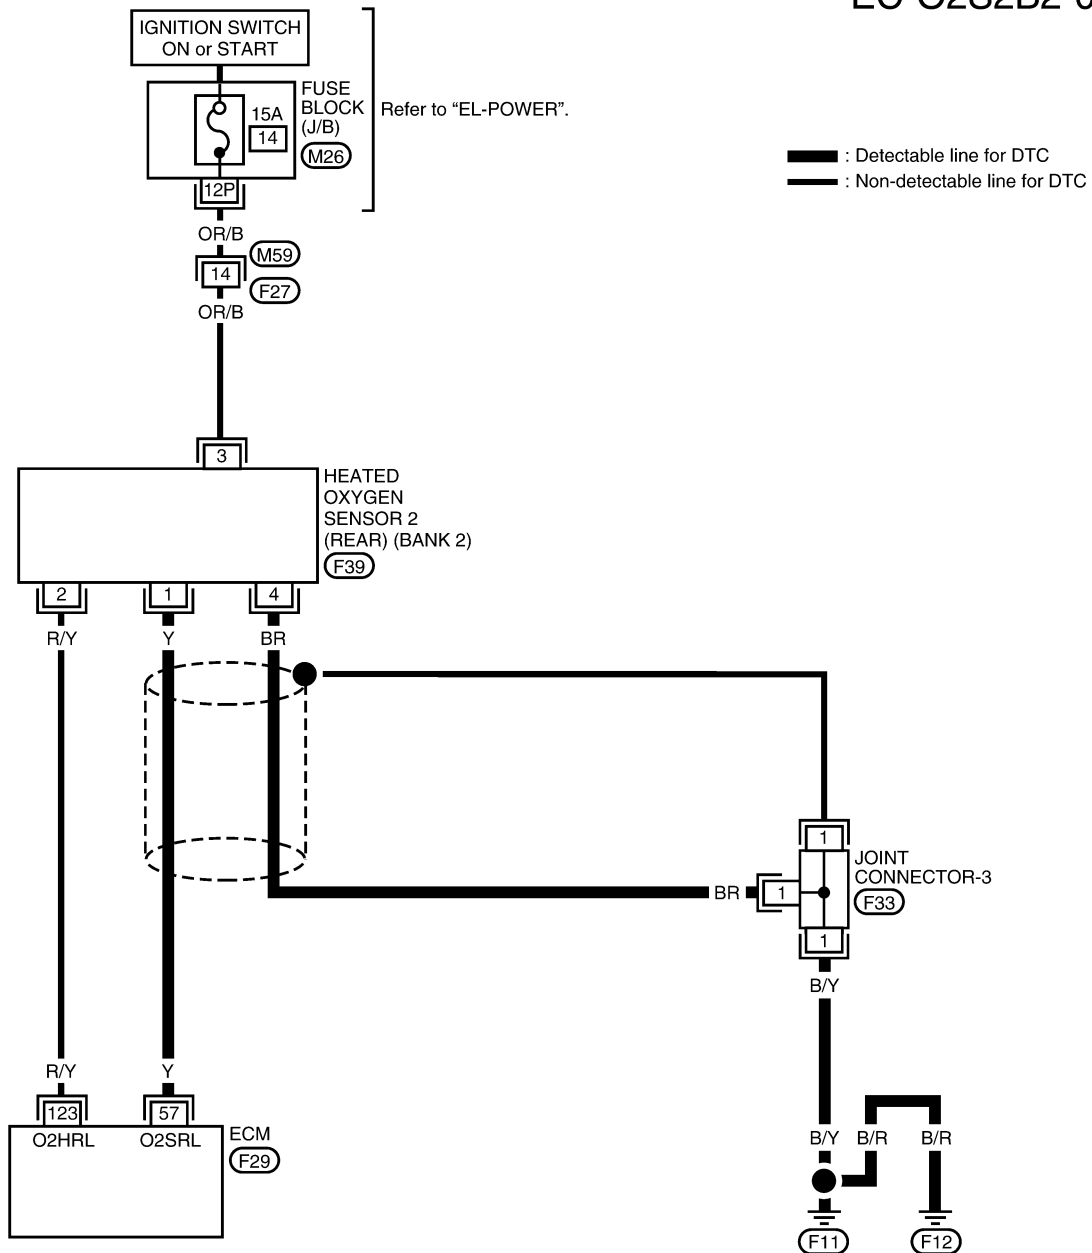 IGNITION SWITCH
ON or START
FUSE
BLOCK
(J/B)
M26
15A
14
Refer to “EL-POWER”.
: Detectable line for DTC
: Non-detectable line for DTC
12P
OR/B
M59
14
F27
OR/B
3
HEATED
OXYGEN
SENSOR 2
(REAR) (BANK 2)
F39
2
1
4
R/Y
Y
BR
1
JOINT
CONNECTOR-3
F33
BR
1
1
B/Y
R/Y
Y
123
57
O2HRL
O2SRL
ECM
F29
B/Y
B/R
B/R
F11
F12